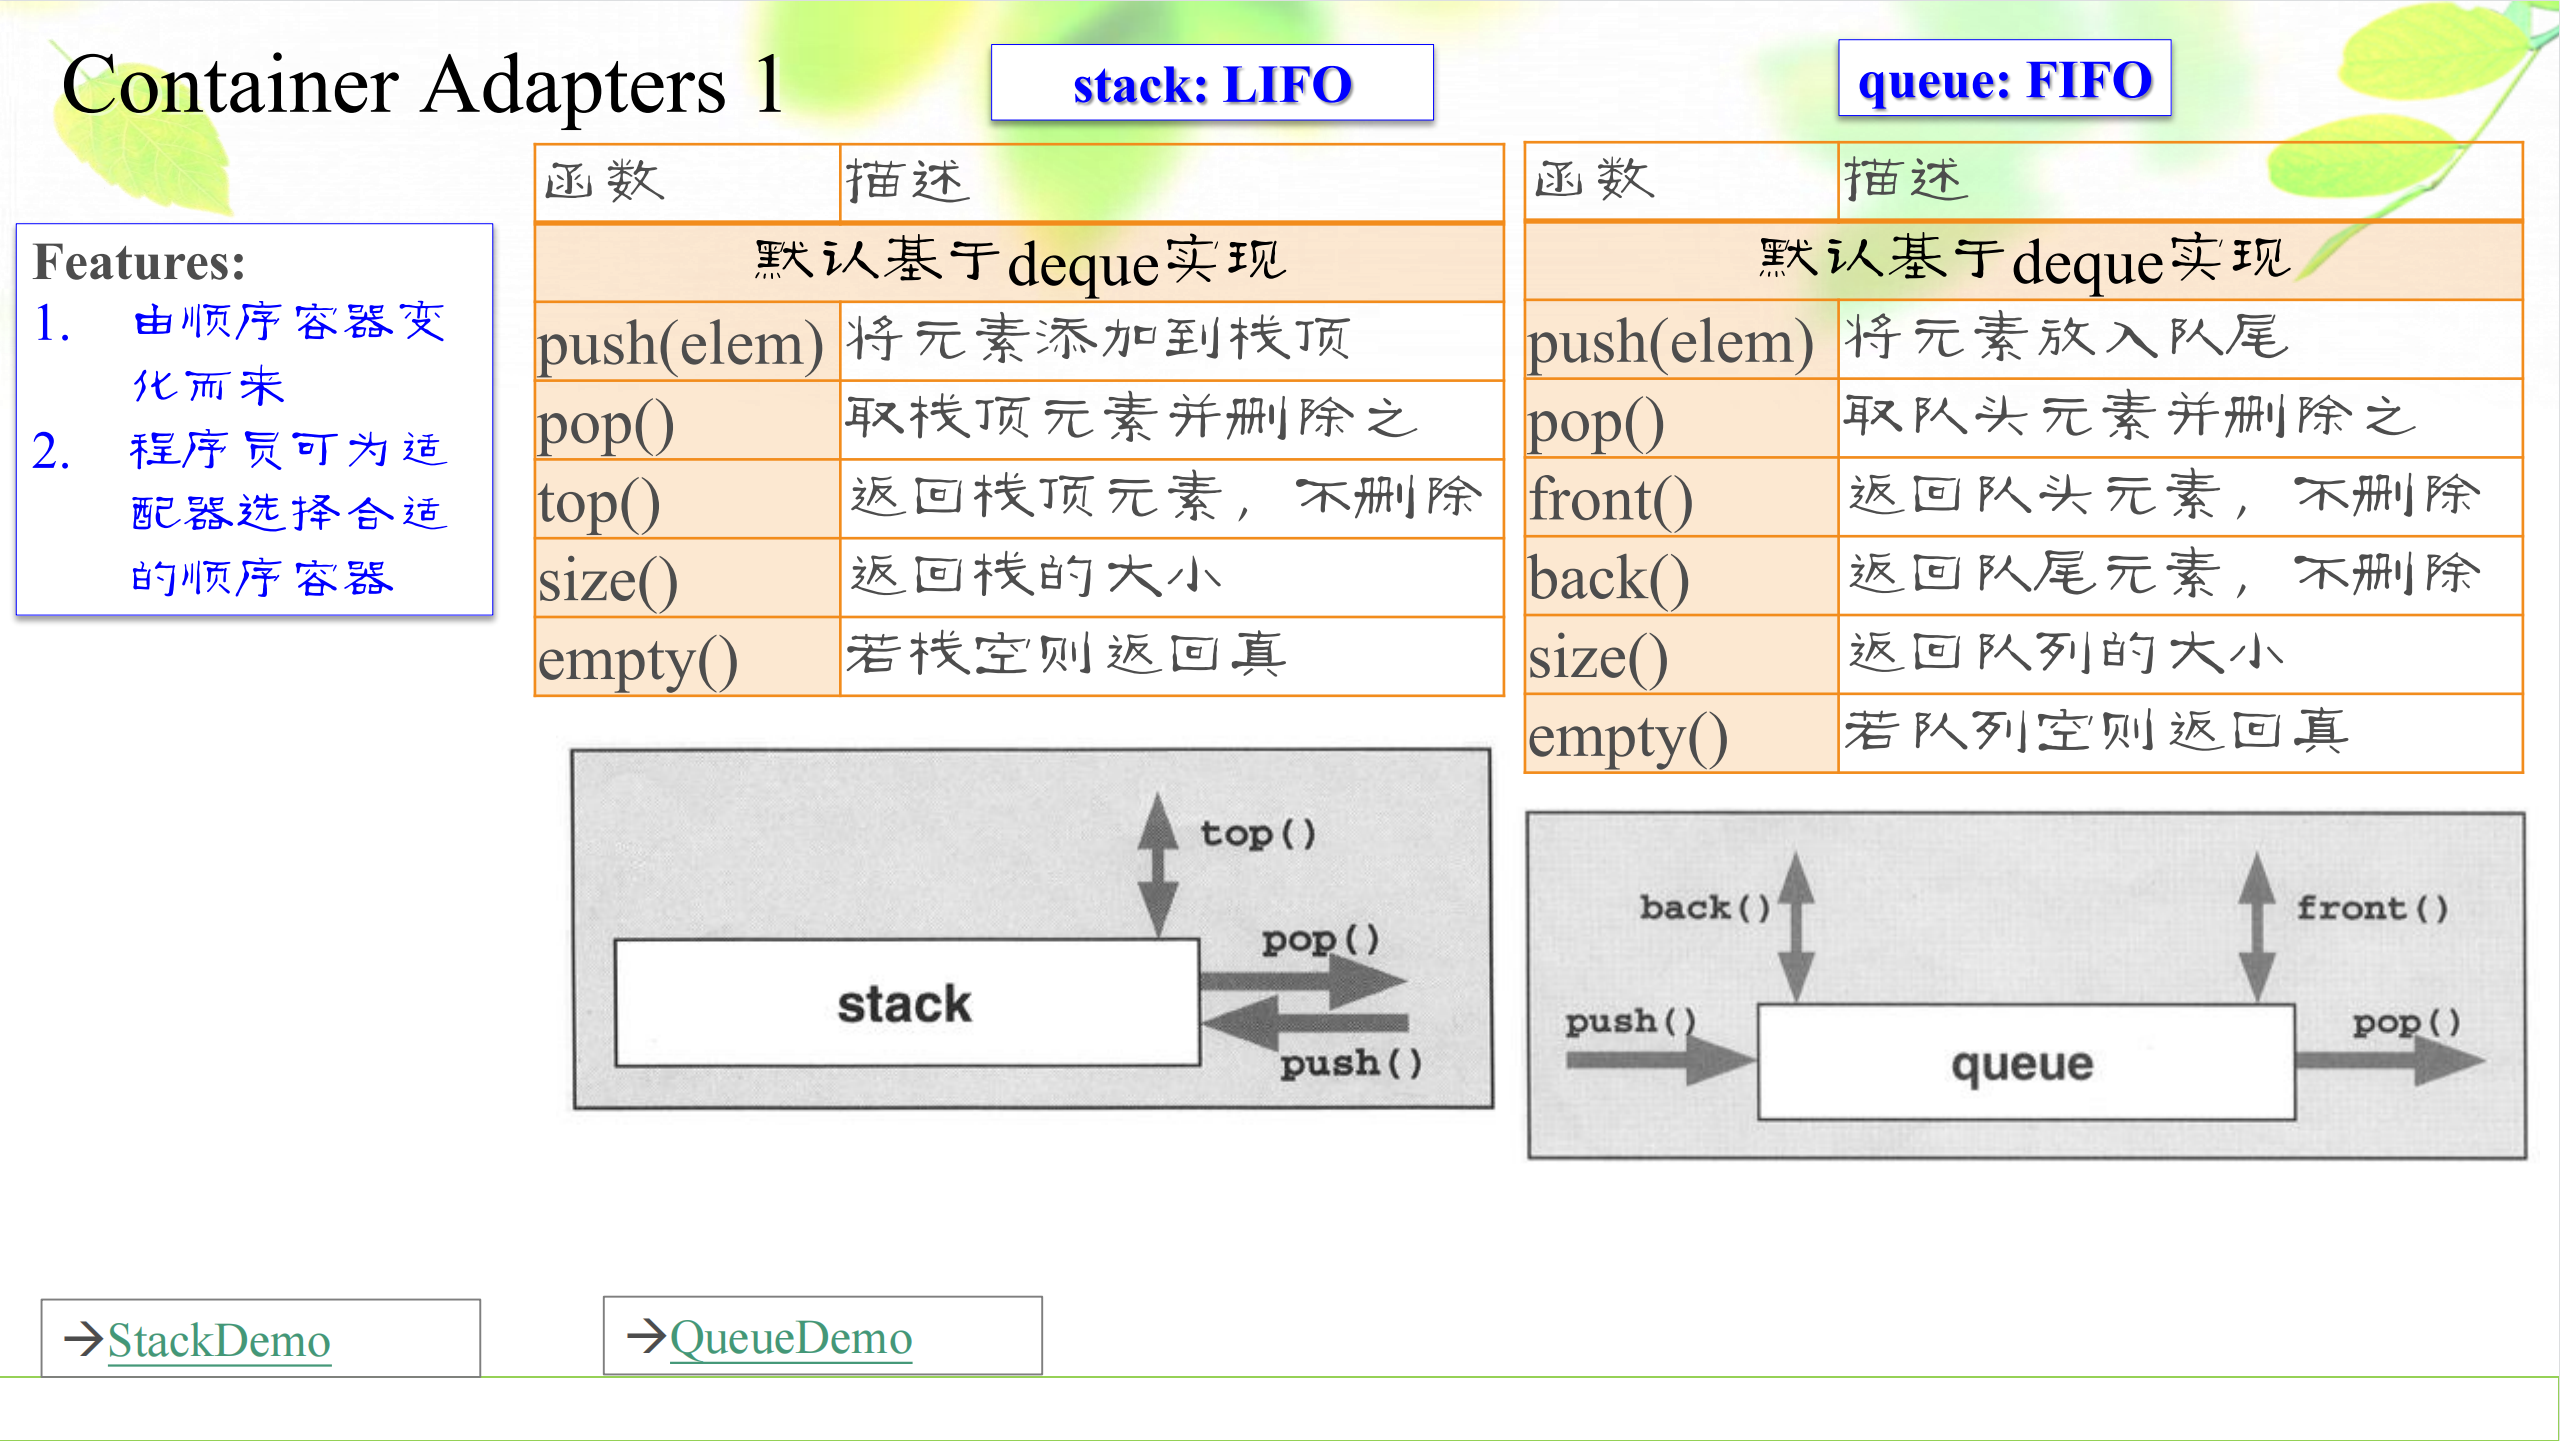 Container Adapters 1
stack: LIFO
queue: FIFO
Features:
1. 由顺序容器变
化而来
2. 程序员可为适
配器选择合适
的顺序容器
函数 描述
默认基于deque实现
push(elem) 将元素添加到栈顶
pop() 取栈顶元素并删除之
top() 返回栈顶元素，不删除
size() 返回栈的大小
empty() 若栈空则返回真
函数 描述
默认基于deque实现
push(elem) 将元素放入队尾
pop() 取队头元素并删除之
front() 返回队头元素，不删除
back() 返回队尾元素，不删除
size() 返回队列的大小
empty() 若队列空则返回真
top()
pop()
stack
push()
back() front()
push() pop()
queue
→StackDemo
→QueueDemo